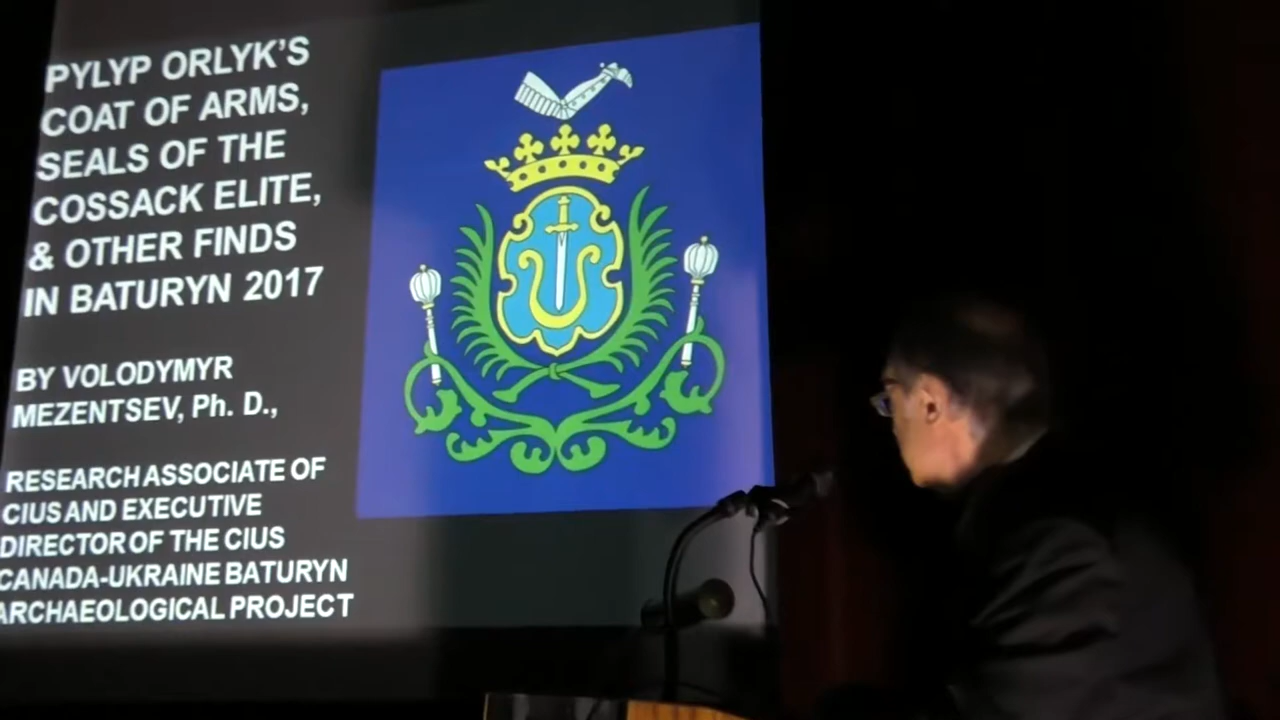 PYLYP ORLYK'S
COAT OF ARMS,
SEALS OF THE
COSSACK ELITE,
& OTHER FINDS
IN BATURYN 2017
BY VOLODYMYR
MEZENTSEV, Ph. D.,
RESEARCH ASSOCIATE OF
CIUS AND EXECUTIVE
DIRECTOR OF THE CIUS
CANADA-UKRAINE BATURYN
ARCHAEOLOGICAL PROJECT